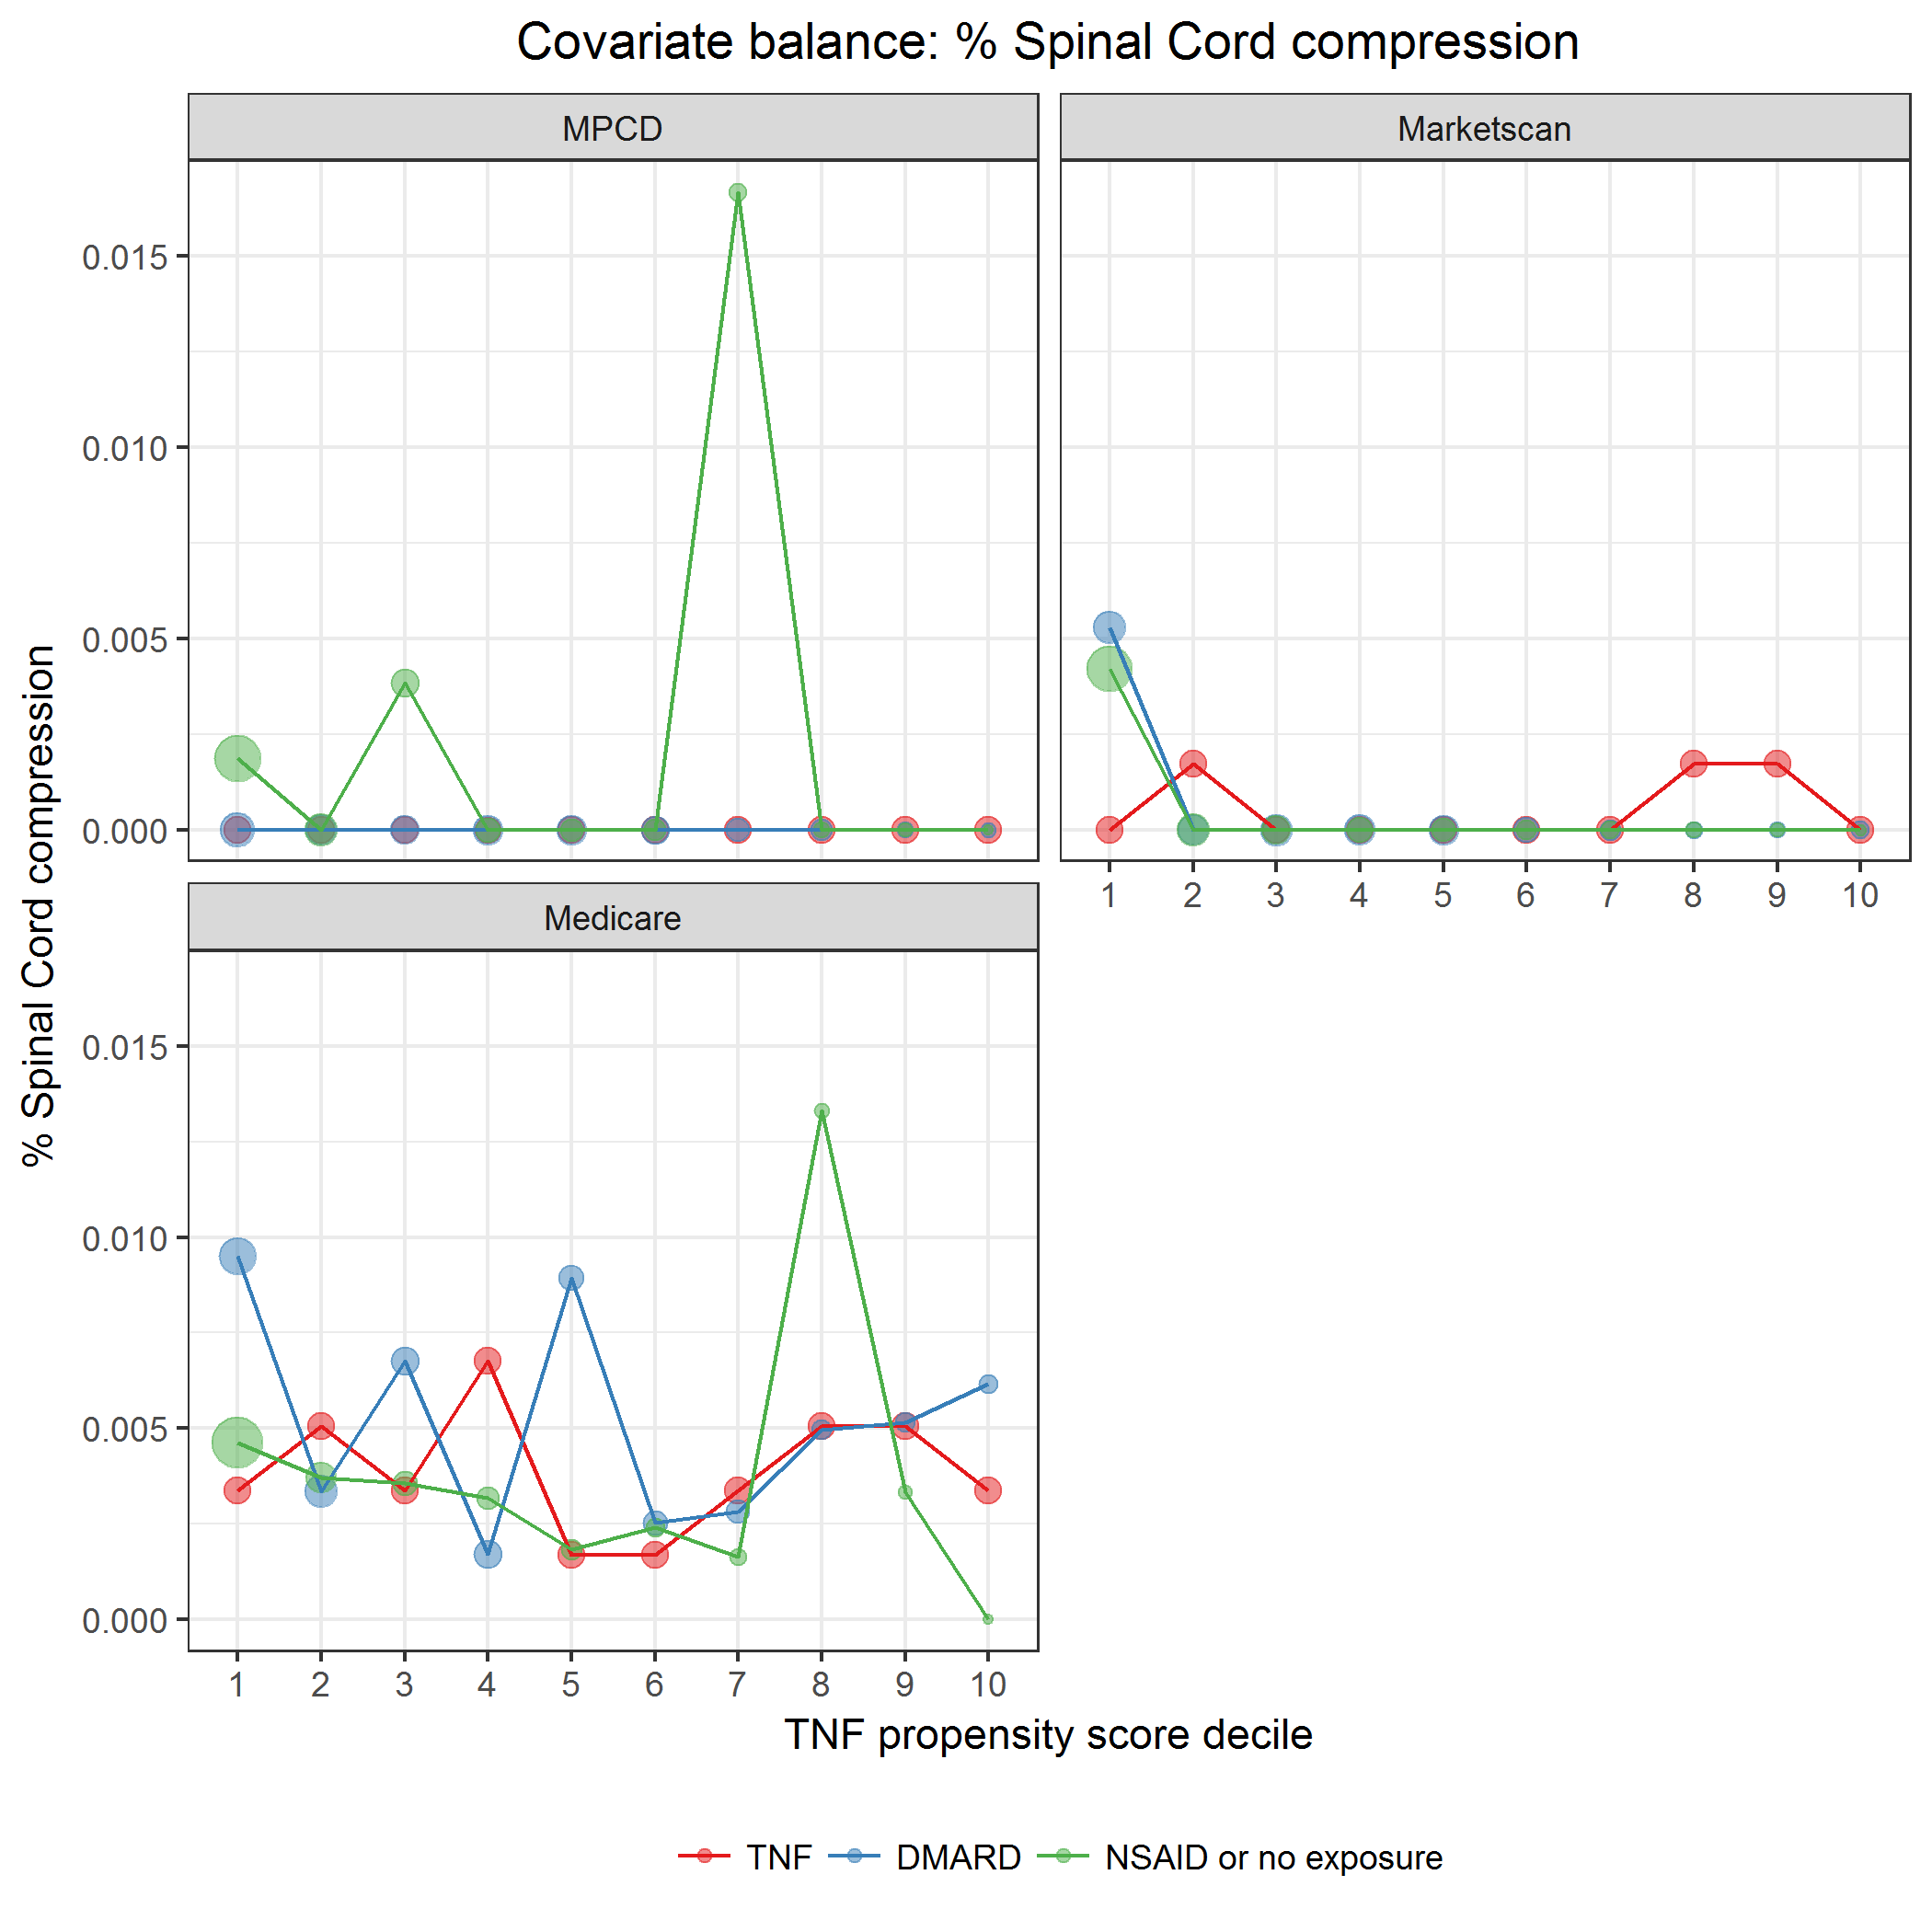 Covariate balance: % Spinal Cord compression
MPCD
Marketscan
0.015
0.010
0.005
0.000
1 2 3 4 5 6 7 8 9 10
Medicare
0.015
0.010
0.005
0.000
1 2 3 4 5 6 7 8 9 10
% Spinal Cord compression
TNF propensity score decile
TNF DMARD NSAID or no exposure